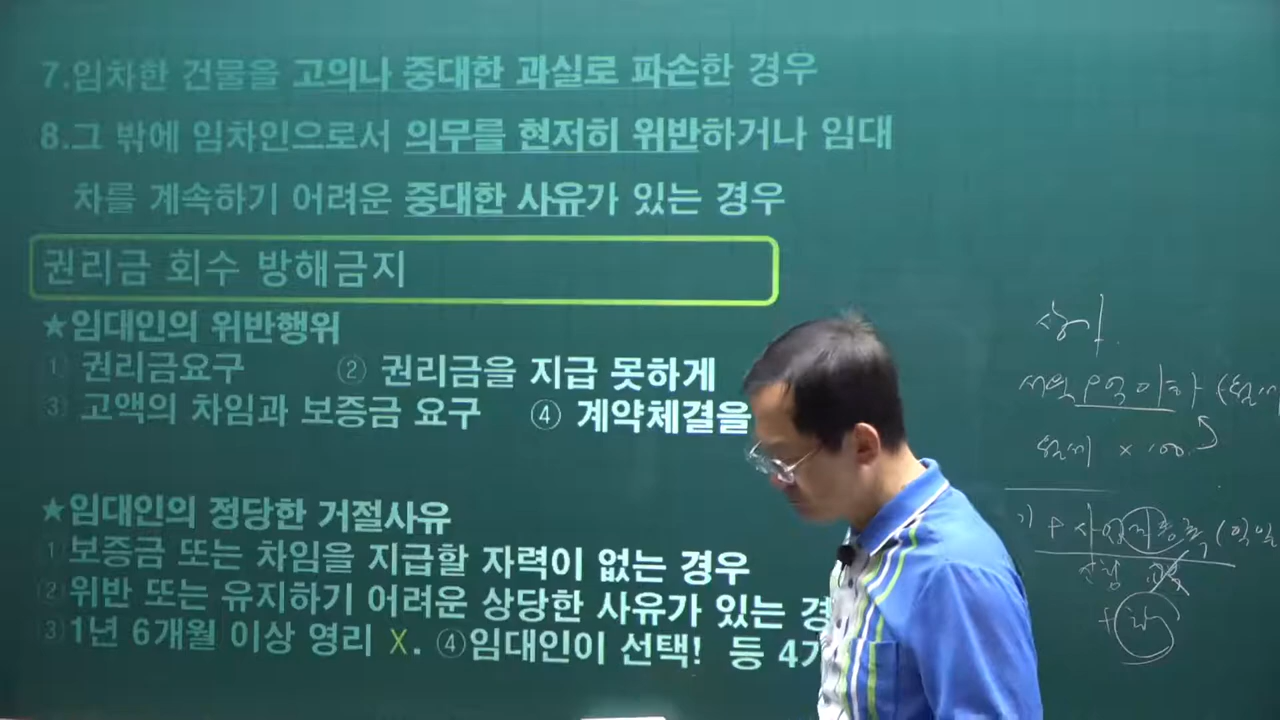 7.임차한 건물을 고의나 중대한 과실로 파손한 경우
8.그 밖에 임차인으로서 의무를 현저히 위반하거나 임대
차를 계속하기 어려운 중대한 사유가 있는 경우
권리금 회수 방해금지
★임대인의 위반행위
① 권리금요구 ② 권리금을 지급 못하게
③ 고액의 차임과 보증금 요구 ④ 계약체결을
★임대인의 정당한 거절사유
① 보증금 또는 차임을 지급할 자력이 없는 경우
② 위반 또는 유지하기 어려운 상당한 사유가 있는
③ 1년 6개월 이상 영리 X. ④임대인이 선택! 등
월세 × 100